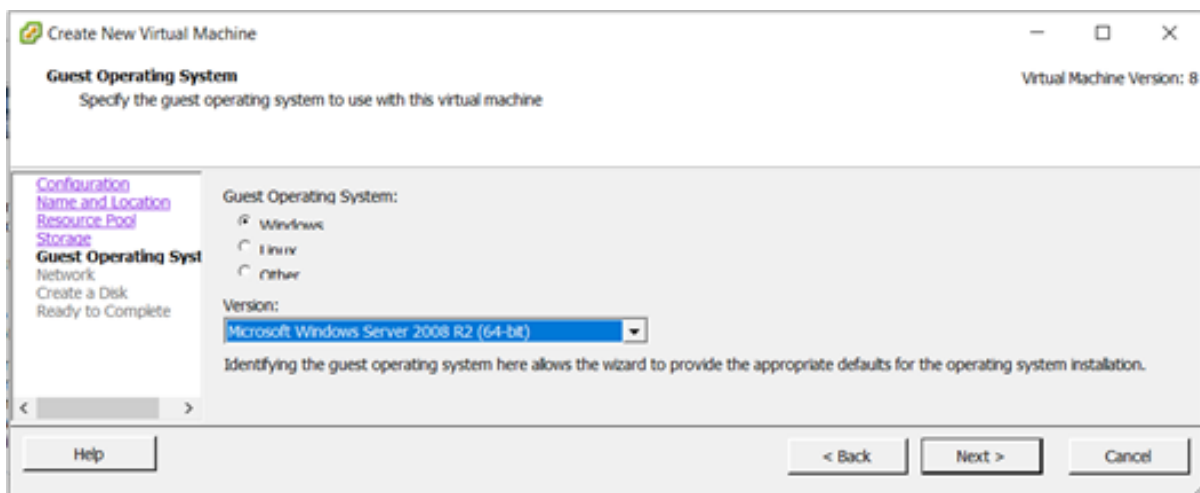 Create New Virtual Machine
Guest Operating System
Virtual Machine Version: 8
Specify the guest operating system to use with this virtual machine
Configuration
Name and Location
Resource Pool
Storage
Guest Operating Syst
Network
Create a Disk
Ready to Complete
Guest Operating System:
Windows
Linux
Other
Version:
Microsoft Windows Server 2008 R2 (64-bit)
Identifying the guest operating system here allows the wizard to provide the appropriate defaults for the operating system installation.
Help
< Back
Next >
Cancel